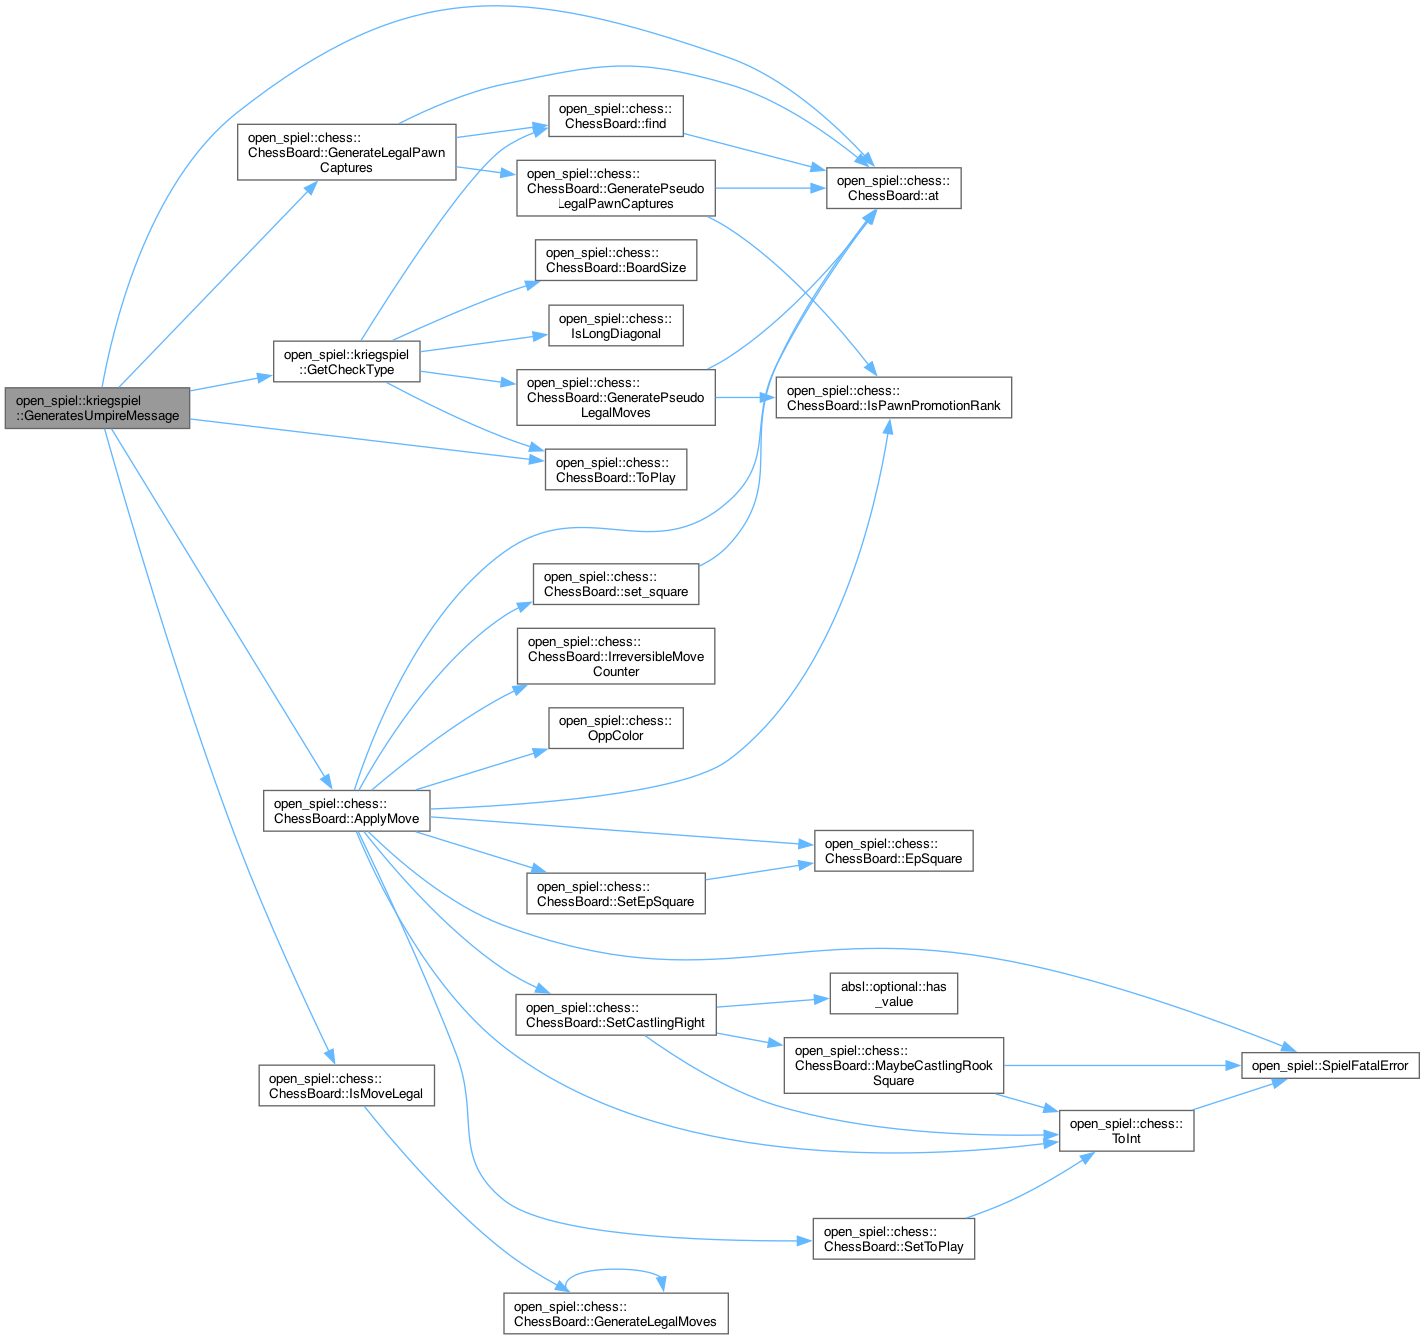 open_spiel::chess::
ChessBoard::find
open_spiel::chess::
ChessBoard::GenerateLegalPawn
Captures
open_spiel::chess::
ChessBoard::GeneratePseudo
LegalPawnCaptures
open_spiel::chess::
ChessBoard::at
open_spiel::chess::
ChessBoard::BoardSize
open_spiel::chess::
IsLongDiagonal
open_spiel::kriegspiel
::GetCheckType
open_spiel::chess::
ChessBoard::GeneratePseudo
LegalMoves
open_spiel::chess::
ChessBoard::IsPawnPromotionRank
open_spiel::kriegspiel
::GeneratesUmpireMessage
open_spiel::chess::
ChessBoard::ToPlay
open_spiel::chess::
ChessBoard::set_square
open_spiel::chess::
ChessBoard::IrreversibleMove
Counter
open_spiel::chess::
OppColor
open_spiel::chess::
ChessBoard::ApplyMove
open_spiel::chess::
ChessBoard::EpSquare
open_spiel::chess::
ChessBoard::SetEpSquare
absl::optional::has
_value
open_spiel::chess::
ChessBoard::SetCastlingRight
open_spiel::chess::
ChessBoard::MaybeCastlingRook
Square
open_spiel::SpielFatalError
open_spiel::chess::
ChessBoard::IsMoveLegal
open_spiel::chess::
ToInt
open_spiel::chess::
ChessBoard::SetToPlay
open_spiel::chess::
ChessBoard::GenerateLegalMoves